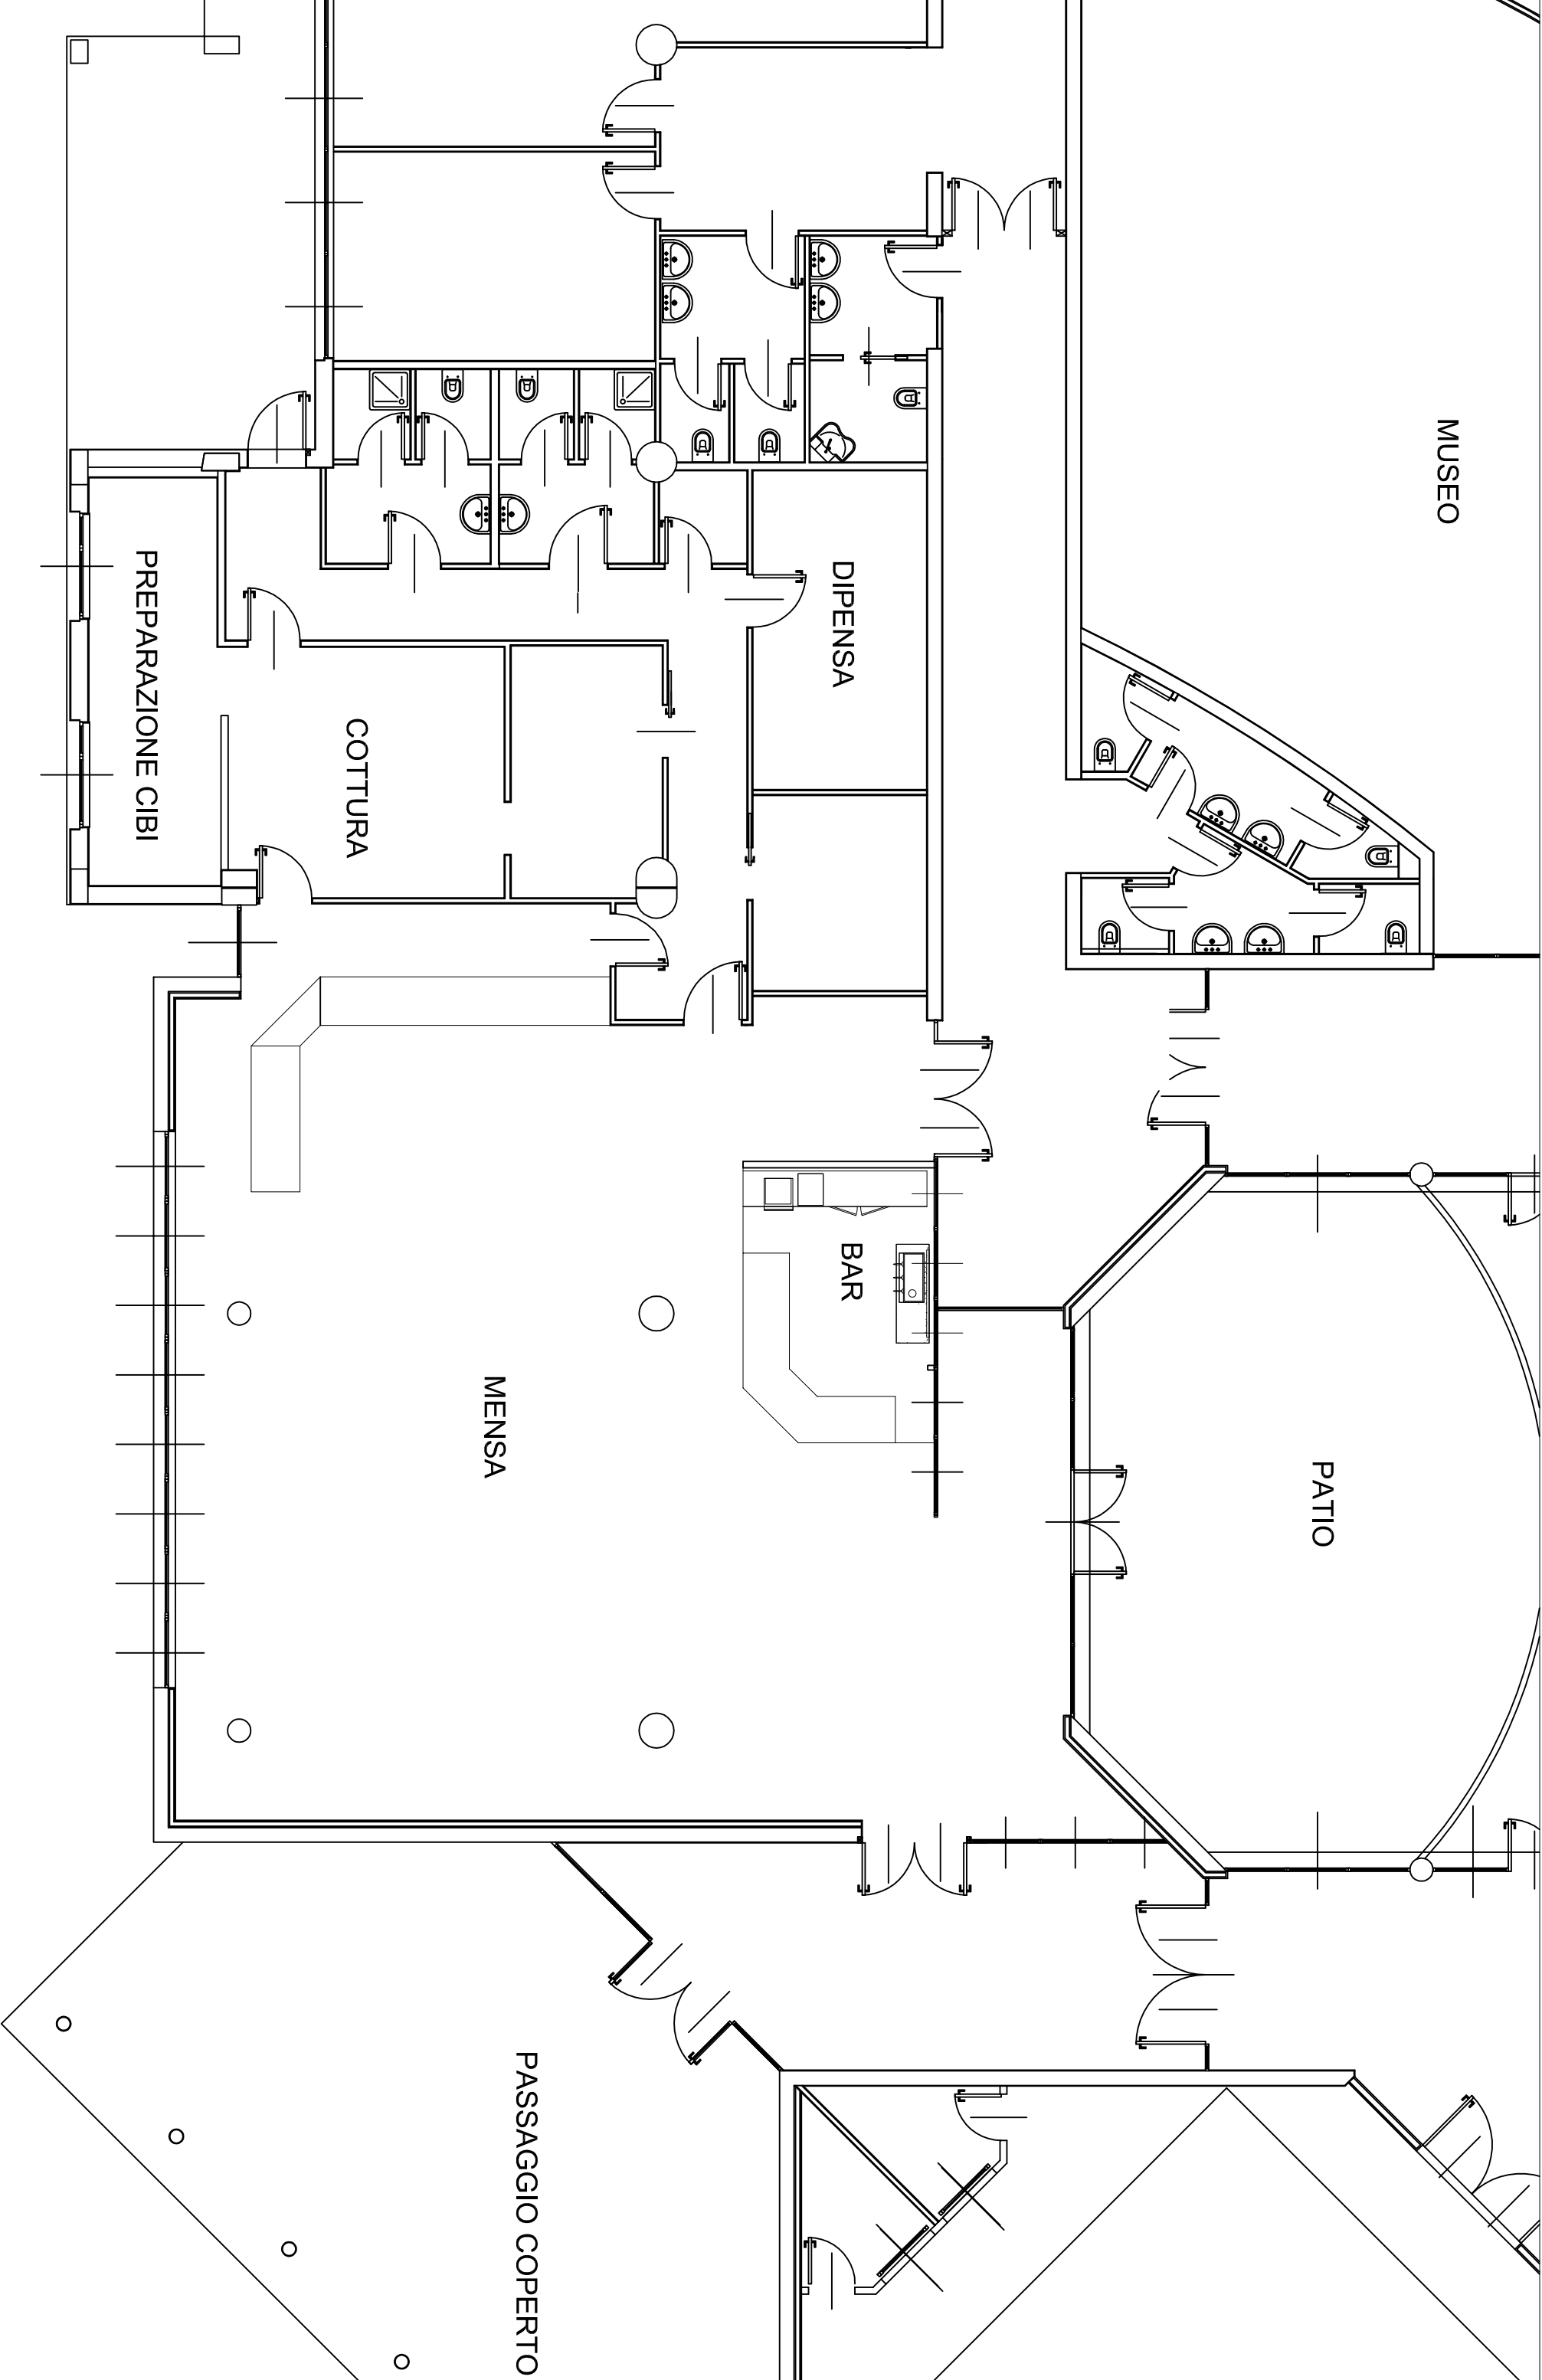 MUSEO
DIPENSA
PREPARAZIONE CIBI
COTTURA
BAR
MENSA
PATIO
PASSAGGIO COPERTO